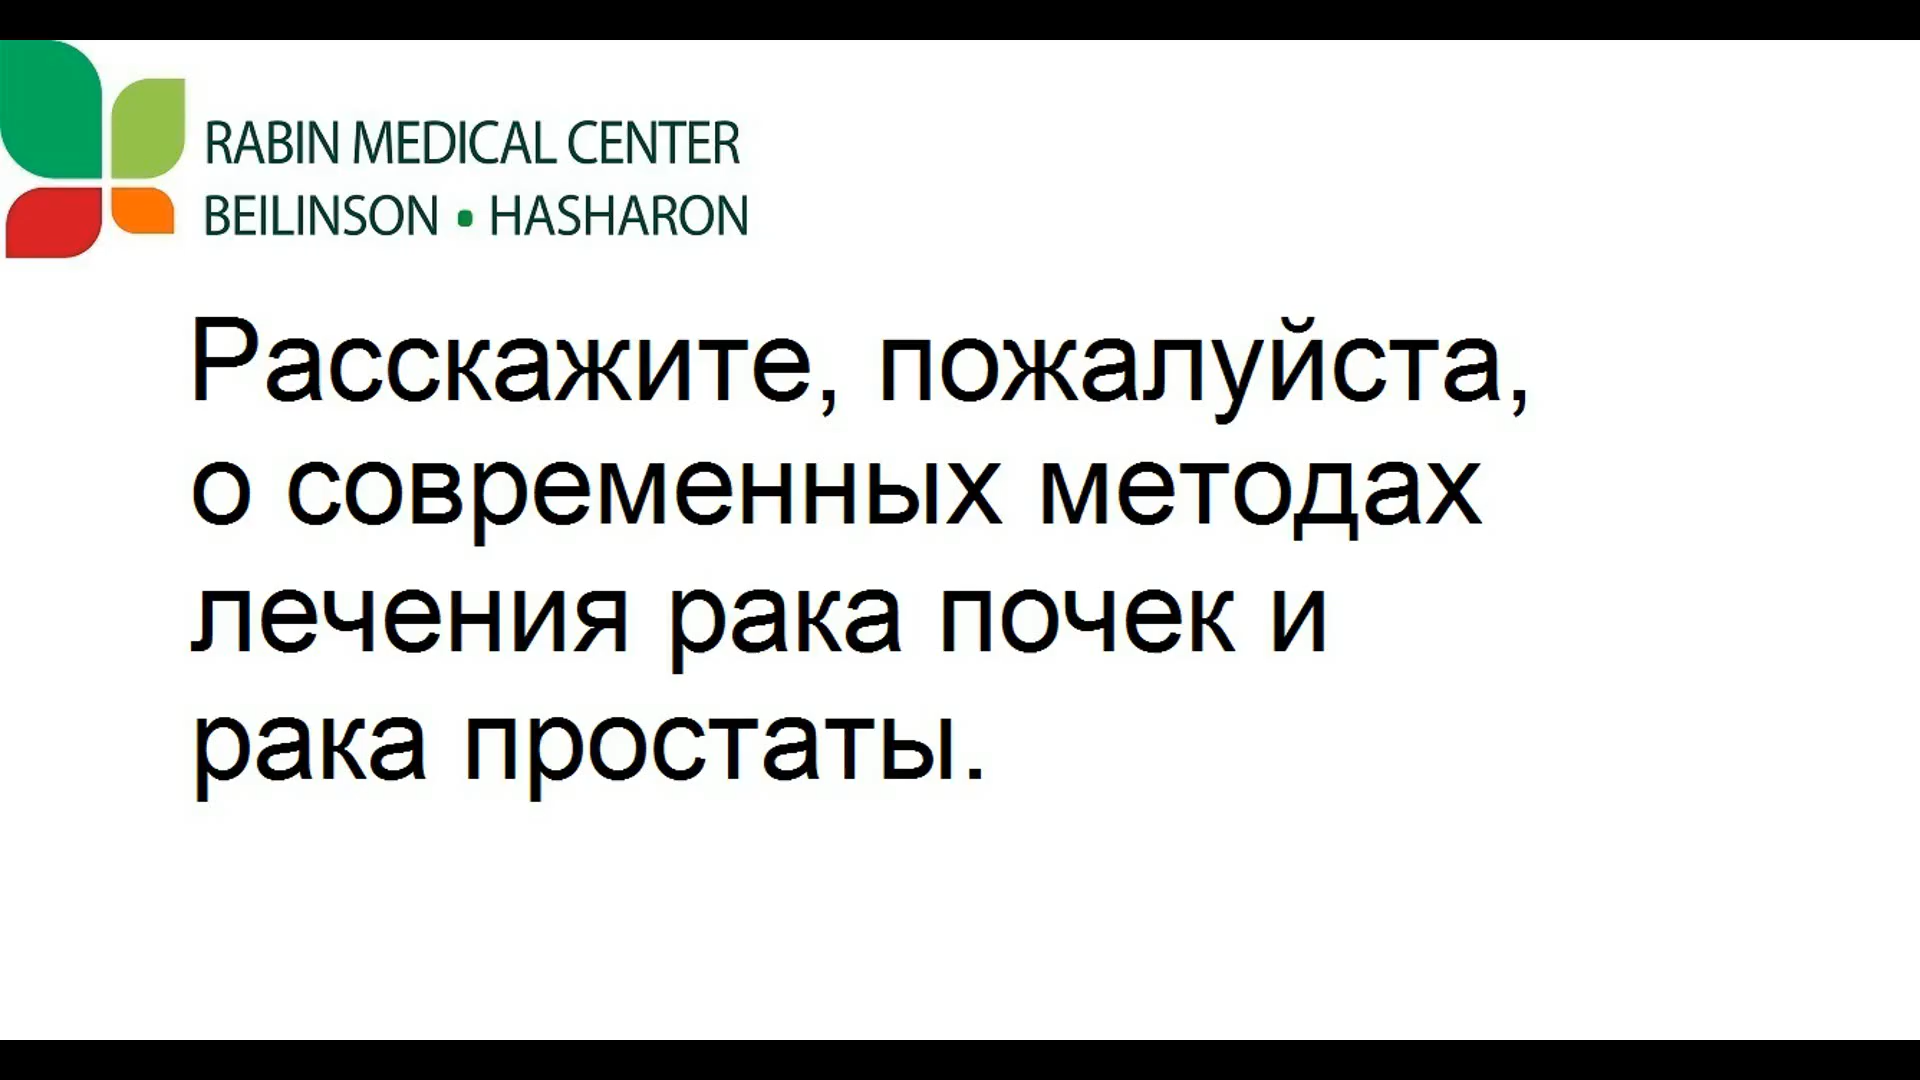 RABIN MEDICAL CENTER
BEILINSON • HASHARON
Расскажите, пожалуйста,
о современных методах
лечения рака почек и
рака простаты.